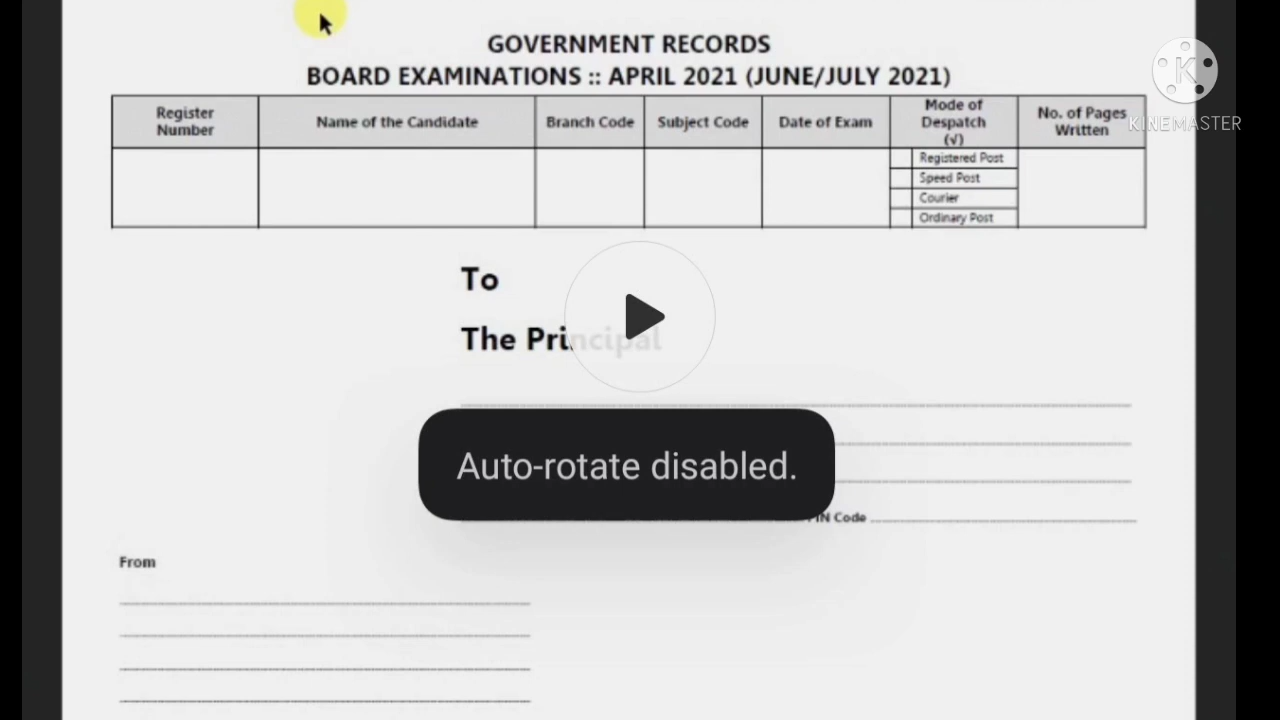 GOVERNMENT RECORDS
BOARD EXAMINATIONS :: APRIL 2021 (JUNE/JULY 2021)
Register Number
Name of the Candidate
Branch Code
Subject Code
Date of Exam
Mode of Despatch (√)
No. of Pages Written
Registered Post
Speed Post
Courier
Ordinary Post
K
KINEMASTER
To
The Principal
Auto-rotate disabled.
Code
From